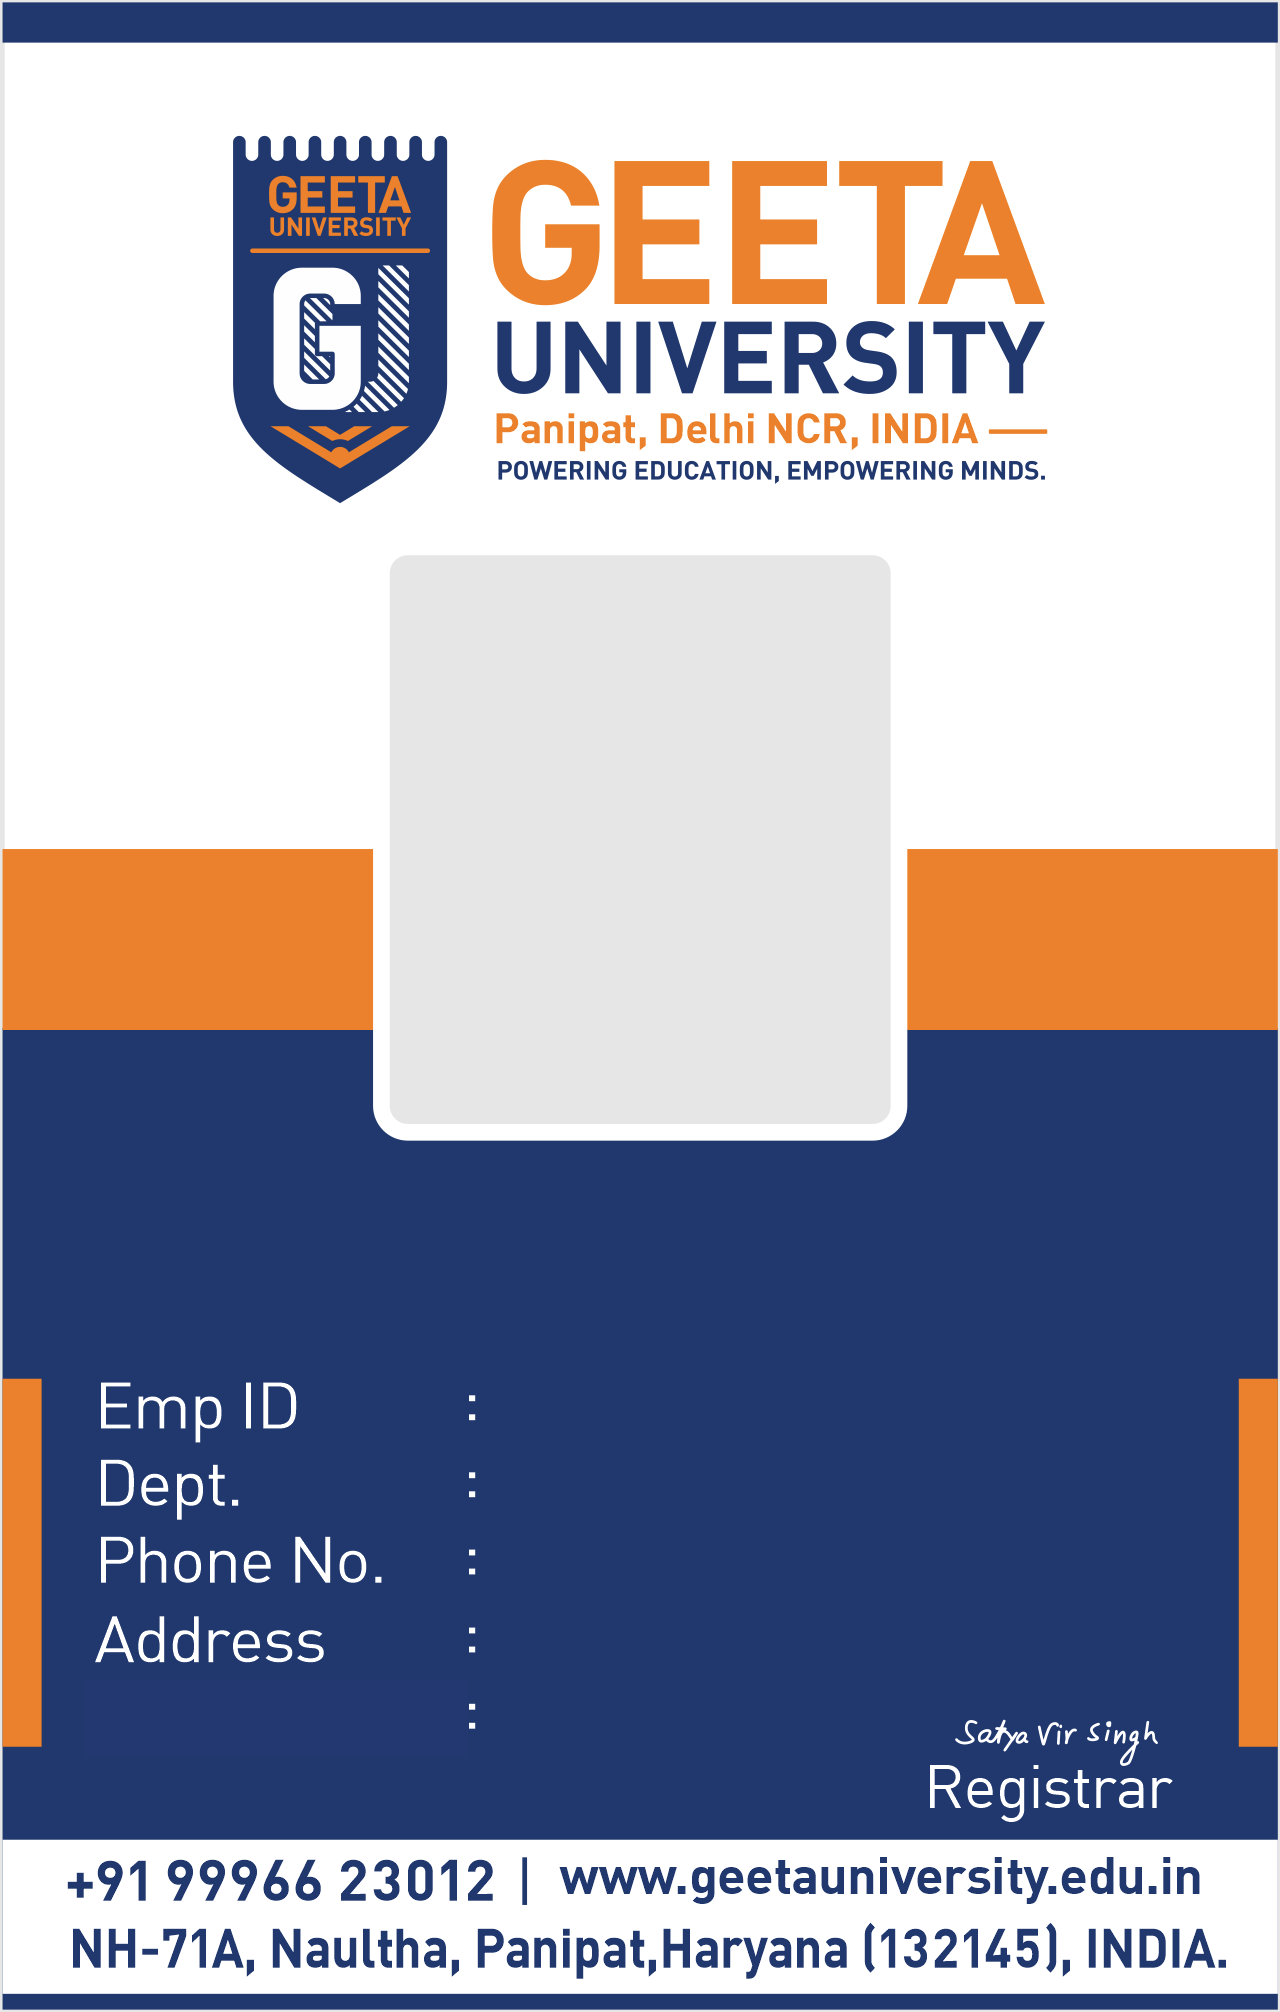 GEETA
UNIVERSITY
GU
GEETA
UNIVERSITY
Panipat, Delhi NCR, INDIA
POWERING EDUCATION, EMPOWERING MINDS.
Emp ID :
Dept. :
Phone No. :
Address :
:
Satya Vir Singh
Registrar
+91 99966 23012 | www.geetauniversity.edu.in
NH-71A, Naultha, Panipat,Haryana (132145), INDIA.